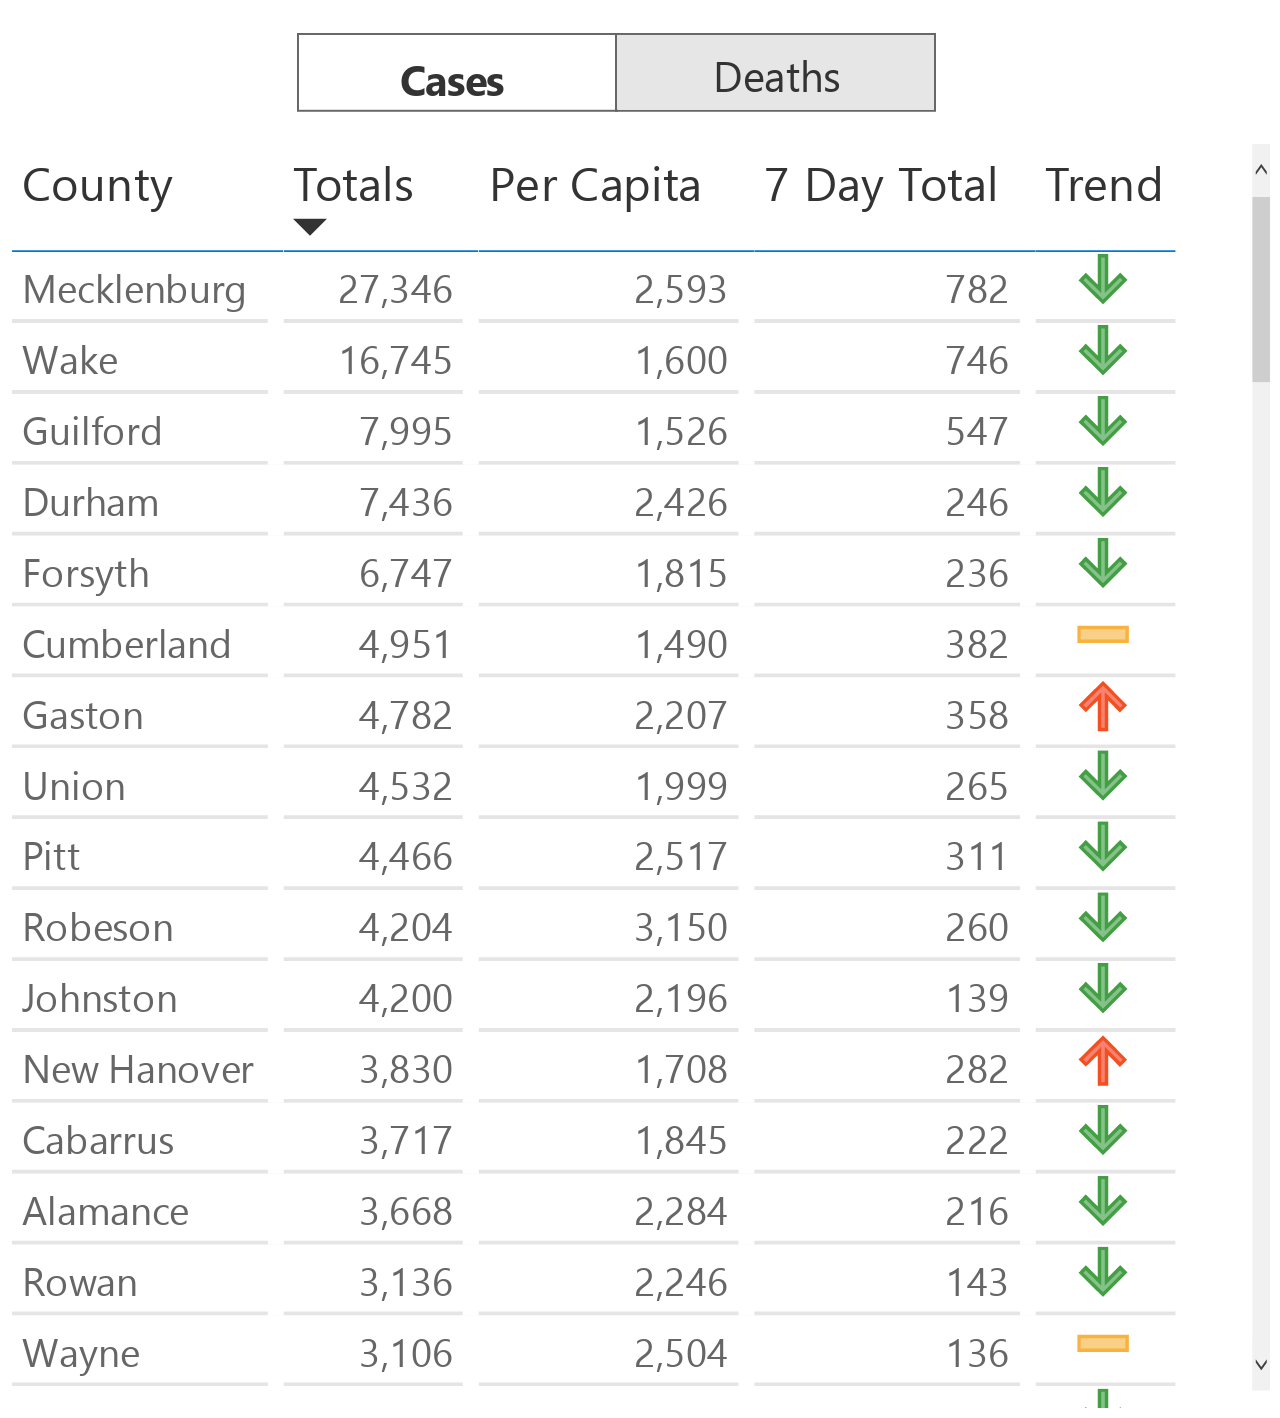 Cases Deaths
County Totals Per Capita 7 Day Total Trend
Mecklenburg 27,346 2,593 782
Wake 16,745 1,600 746
Guilford 7,995 1,526 547
Durham 7,436 2,426 246
Forsyth 6,747 1,815 236
Cumberland 4,951 1,490 382
Gaston 4,782 2,207 358
Union 4,532 1,999 265
Pitt 4,466 2,517 311
Robeson 4,204 3,150 260
Johnston 4,200 2,196 139
New Hanover 3,830 1,708 282
Cabarrus 3,717 1,845 222
Alamance 3,668 2,284 216
Rowan 3,136 2,246 143
Wayne 3,106 2,504 136